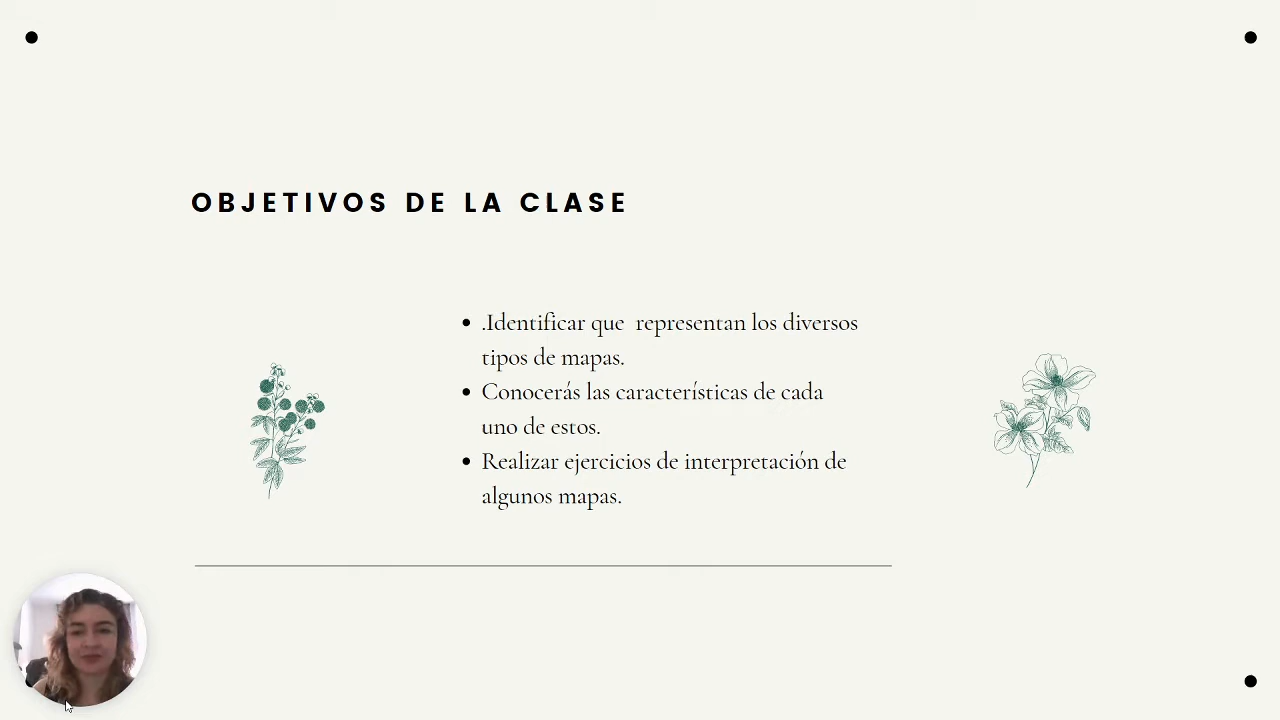 OBJETIVOS DE LA CLASE
.Identificar que representan los diversos
tipos de mapas.
Conocerás las características de cada
uno de estos.
Realizar ejercicios de interpretación de
algunos mapas.